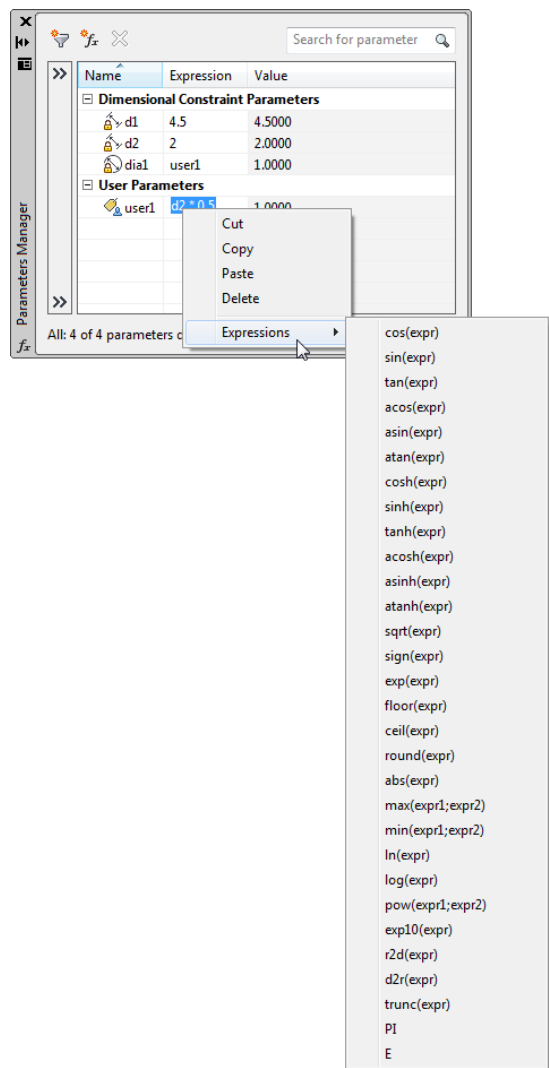 Search for parameter
Name Expression Value
Dimensional Constraint Parameters
d1 4.5 4.5000
d2 2 2.0000
dia1 user1 1.0000
User Parameters
user1 d2 * 0.5 1.0000
Cut
Copy
Paste
Delete
Expressions
Parameters Manager
All: 4 of 4 parameters
cos(expr)
sin(expr)
tan(expr)
acos(expr)
asin(expr)
atan(expr)
cosh(expr)
sinh(expr)
tanh(expr)
acosh(expr)
asinh(expr)
atanh(expr)
sqrt(expr)
sign(expr)
exp(expr)
floor(expr)
ceil(expr)
round(expr)
abs(expr)
max(expr1;expr2)
min(expr1;expr2)
ln(expr)
log(expr)
pow(expr1;expr2)
exp10(expr)
r2d(expr)
d2r(expr)
trunc(expr)
PI
E